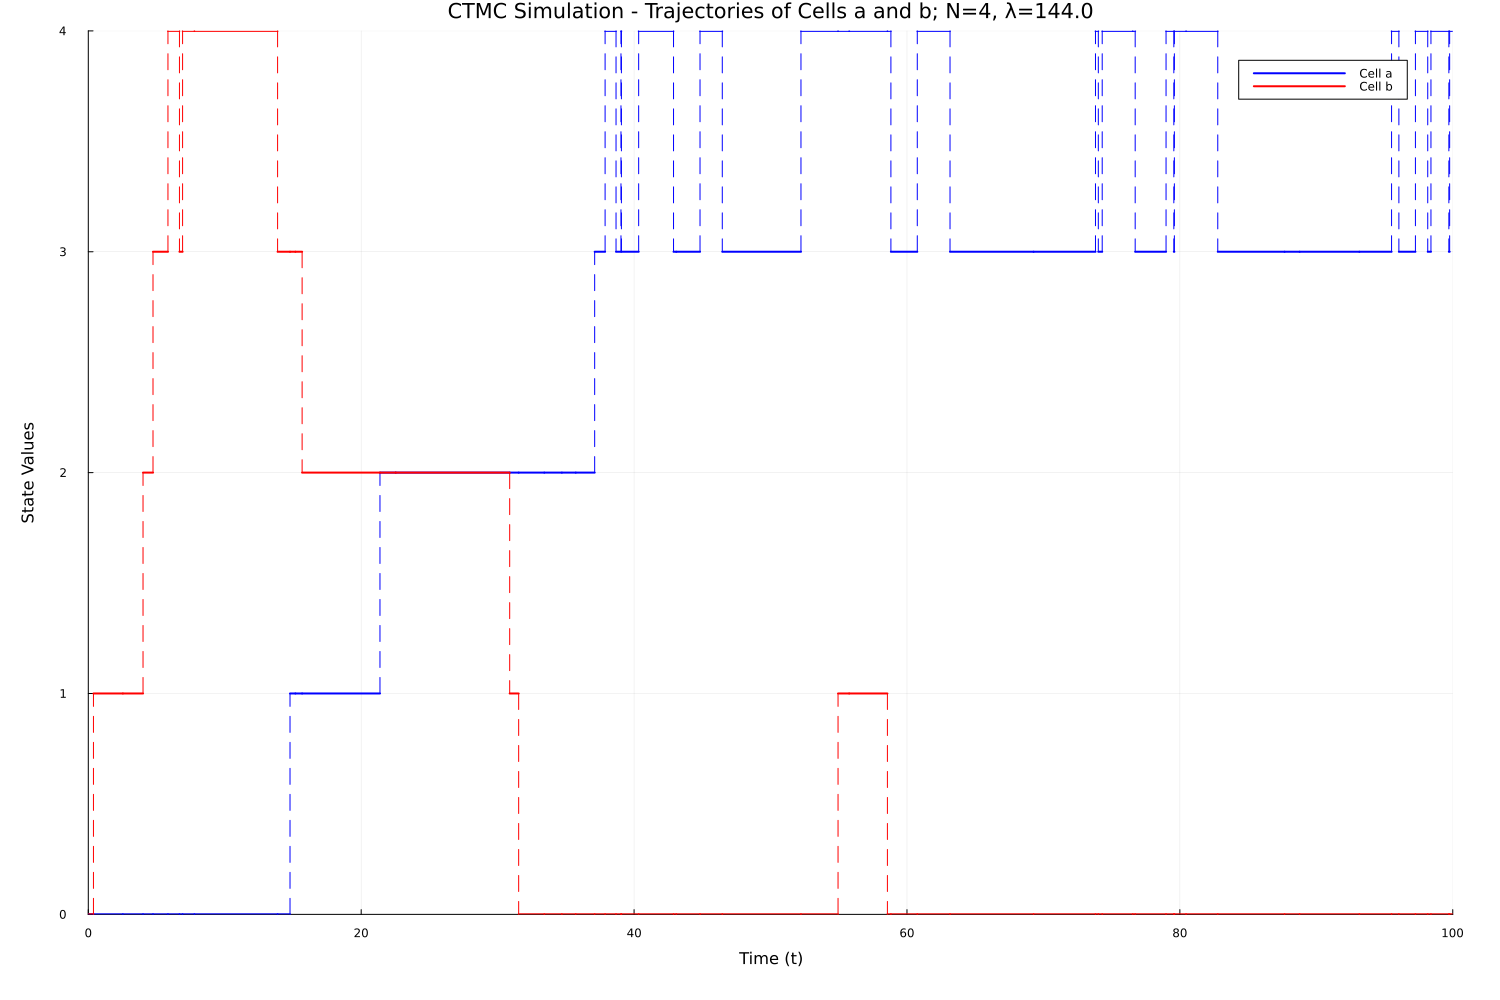 CTMC Simulation - Trajectories of Cells a and b; N=4, λ=144.0
4
Cell a
Cell b
3
State Values
2
1
0
0 20 40 60 80 100
Time (t)